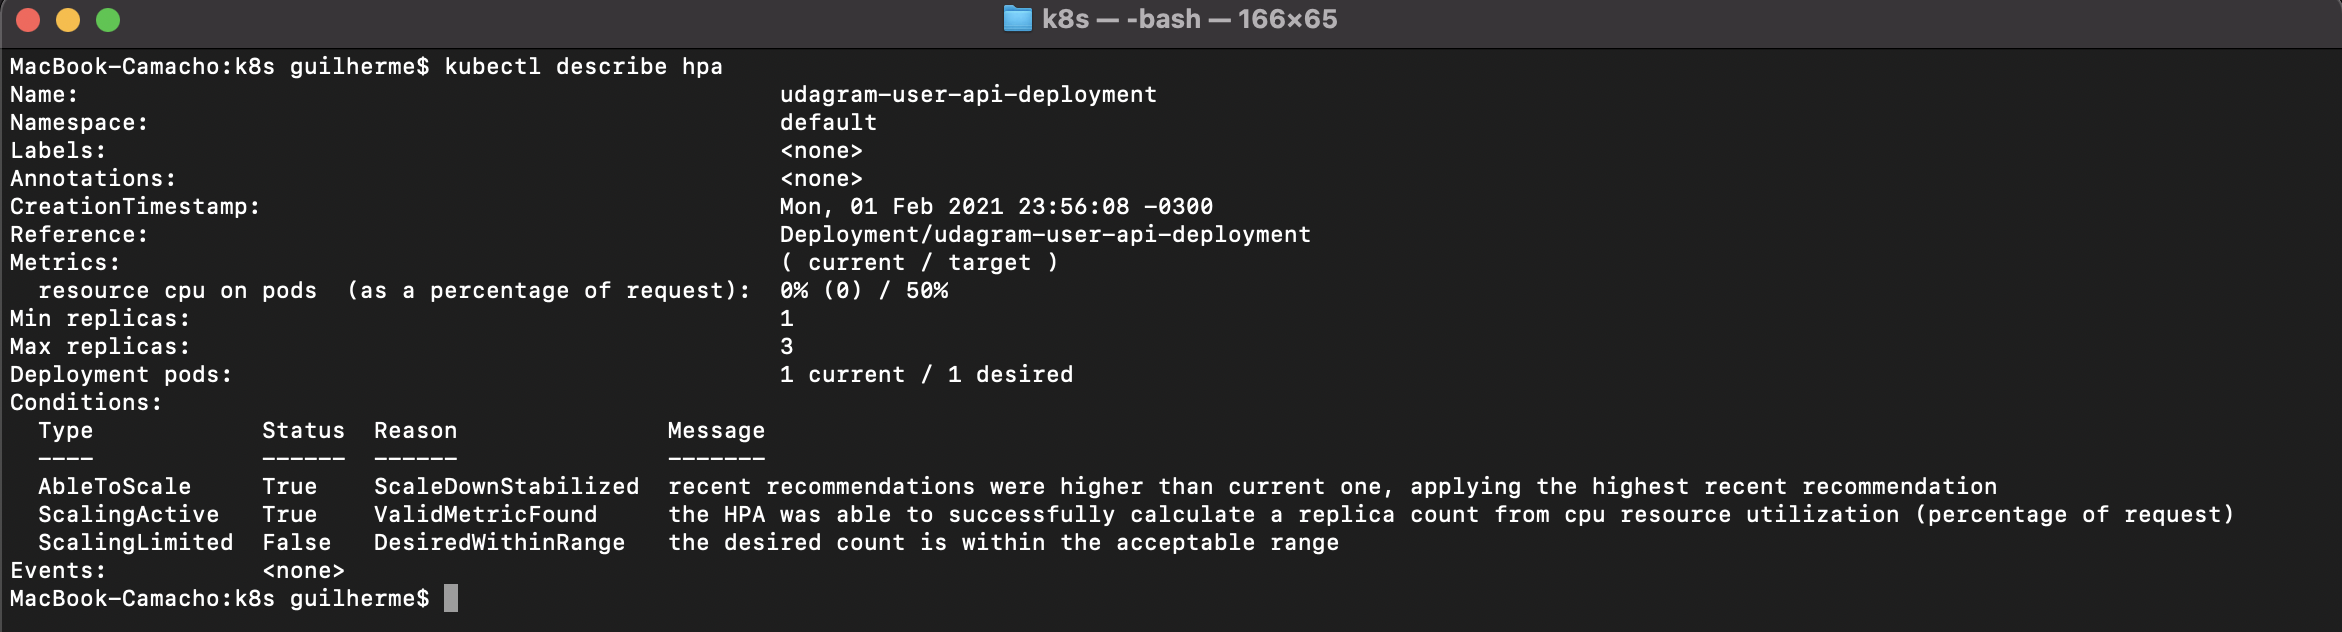 k8s — -bash — 166×65
MacBook-Camacho:k8s guilherme$ kubectl describe hpa
Name:                                                  udagram-user-api-deployment
Namespace:                                             default
Labels:                                                <none>
Annotations:                                           <none>
CreationTimestamp:                                     Mon, 01 Feb 2021 23:56:08 -0300
Reference:                                             Deployment/udagram-user-api-deployment
Metrics:                                               ( current / target )
  resource cpu on pods  (as a percentage of request):  0% (0) / 50%
Min replicas:                                          1
Max replicas:                                          3
Deployment pods:                                       1 current / 1 desired
Conditions:
  Type            Status  Reason               Message
  ----            ------  ------               -------
  AbleToScale     True    ScaleDownStabilized  recent recommendations were higher than current one, applying the highest recent recommendation
  ScalingActive   True    ValidMetricFound     the HPA was able to successfully calculate a replica count from cpu resource utilization (percentage of request)
  ScalingLimited  False   DesiredWithinRange   the desired count is within the acceptable range
Events:           <none>
MacBook-Camacho:k8s guilherme$